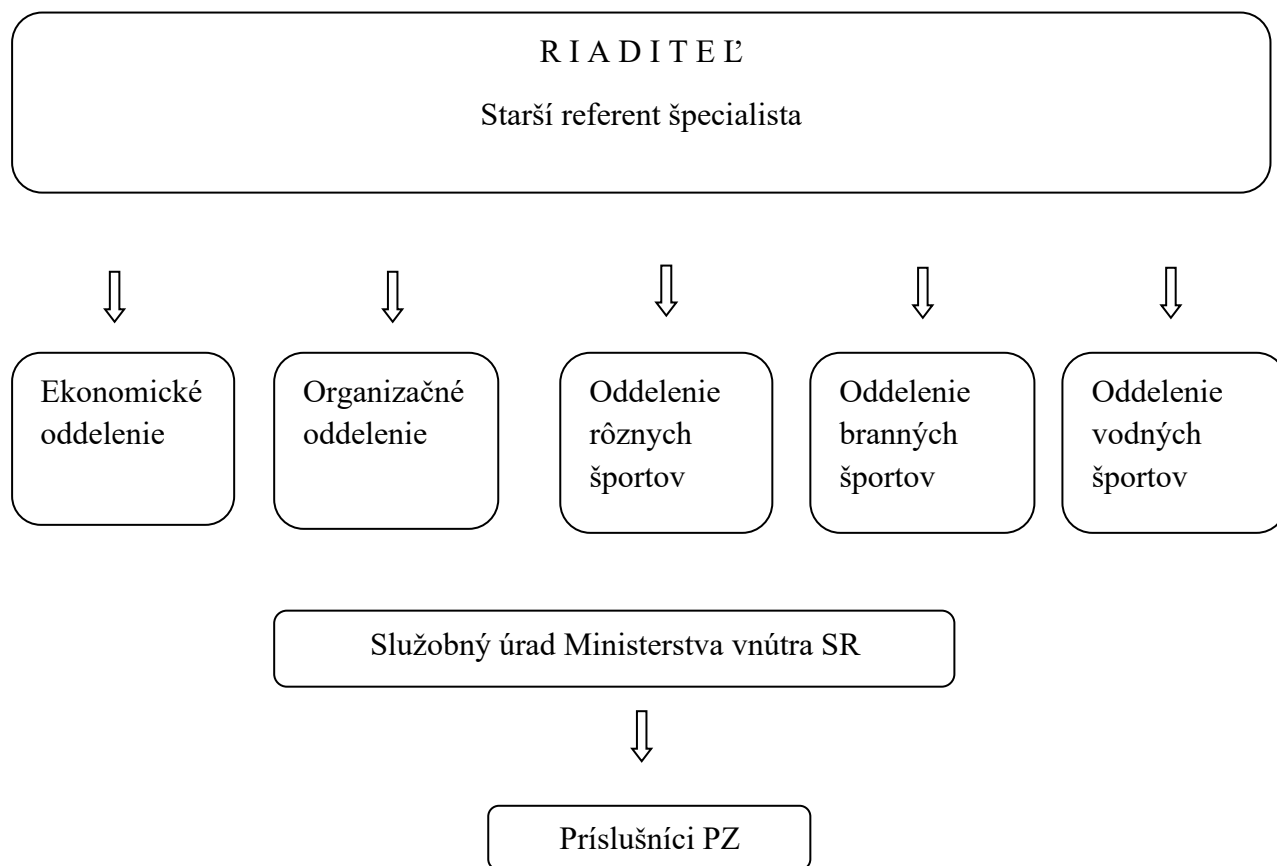 R I A D I T E Ľ
Starší referent špecialista
Ekonomické
oddelenie
Organizačné
oddelenie
Oddelenie
rôznych
športov
Oddelenie
branných
športov
Oddelenie
vodných
športov
Služobný úrad Ministerstva vnútra SR
Príslušníci PZ